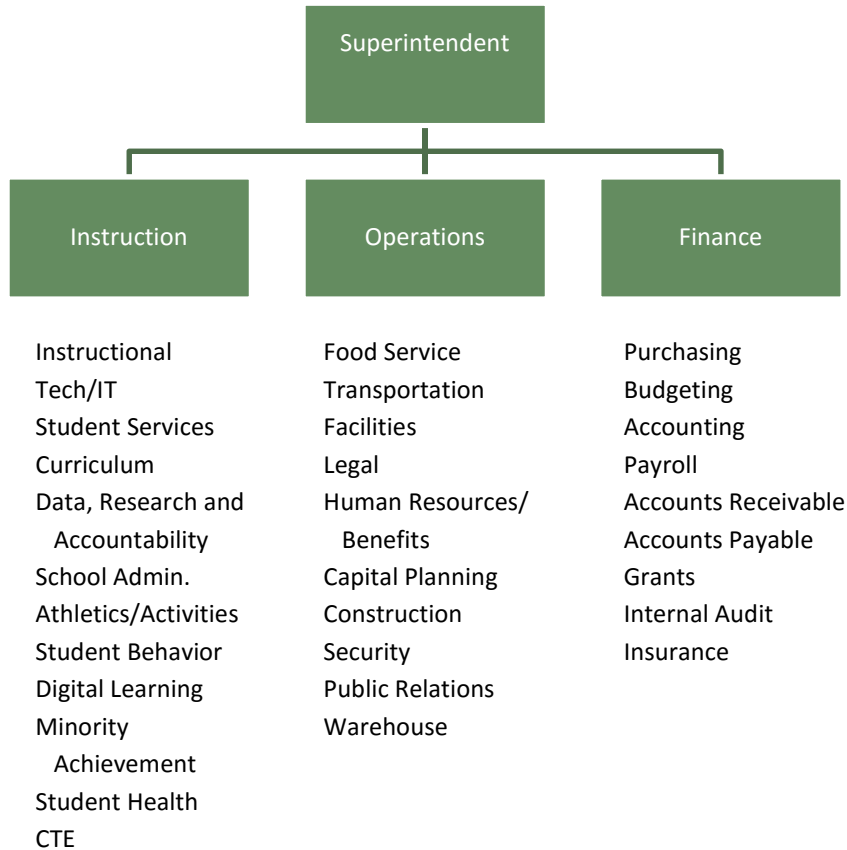 Superintendent
Instruction
Operations
Finance
Instructional
Tech/IT
Student Services
Curriculum
Data, Research and
Accountability
School Admin.
Athletics/Activities
Student Behavior
Digital Learning
Minority
Achievement
Student Health
CTE
Food Service
Transportation
Facilities
Legal
Human Resources/
Benefits
Capital Planning
Construction
Security
Public Relations
Warehouse
Purchasing
Budgeting
Accounting
Payroll
Accounts Receivable
Accounts Payable
Grants
Internal Audit
Insurance